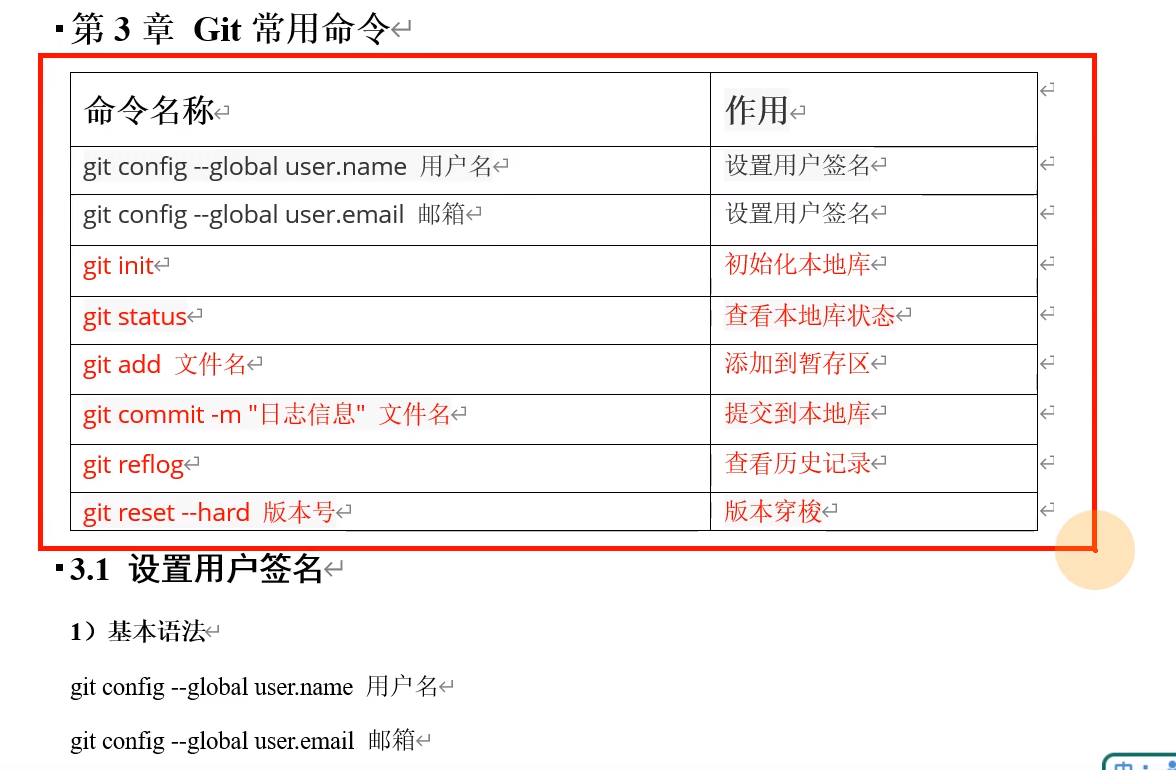 第 3 章 Git 常用命令
命令名称 作用
git config --global user.name 用户名 设置用户签名
git config --global user.email 邮箱 设置用户签名
git init 初始化本地库
git status 查看本地库状态
git add 文件名 添加到暂存区
git commit -m "日志信息" 文件名 提交到本地库
git reflog 查看历史记录
git reset --hard 版本号 版本穿梭
3.1 设置用户签名
1）基本语法
git config --global user.name 用户名
git config --global user.email 邮箱